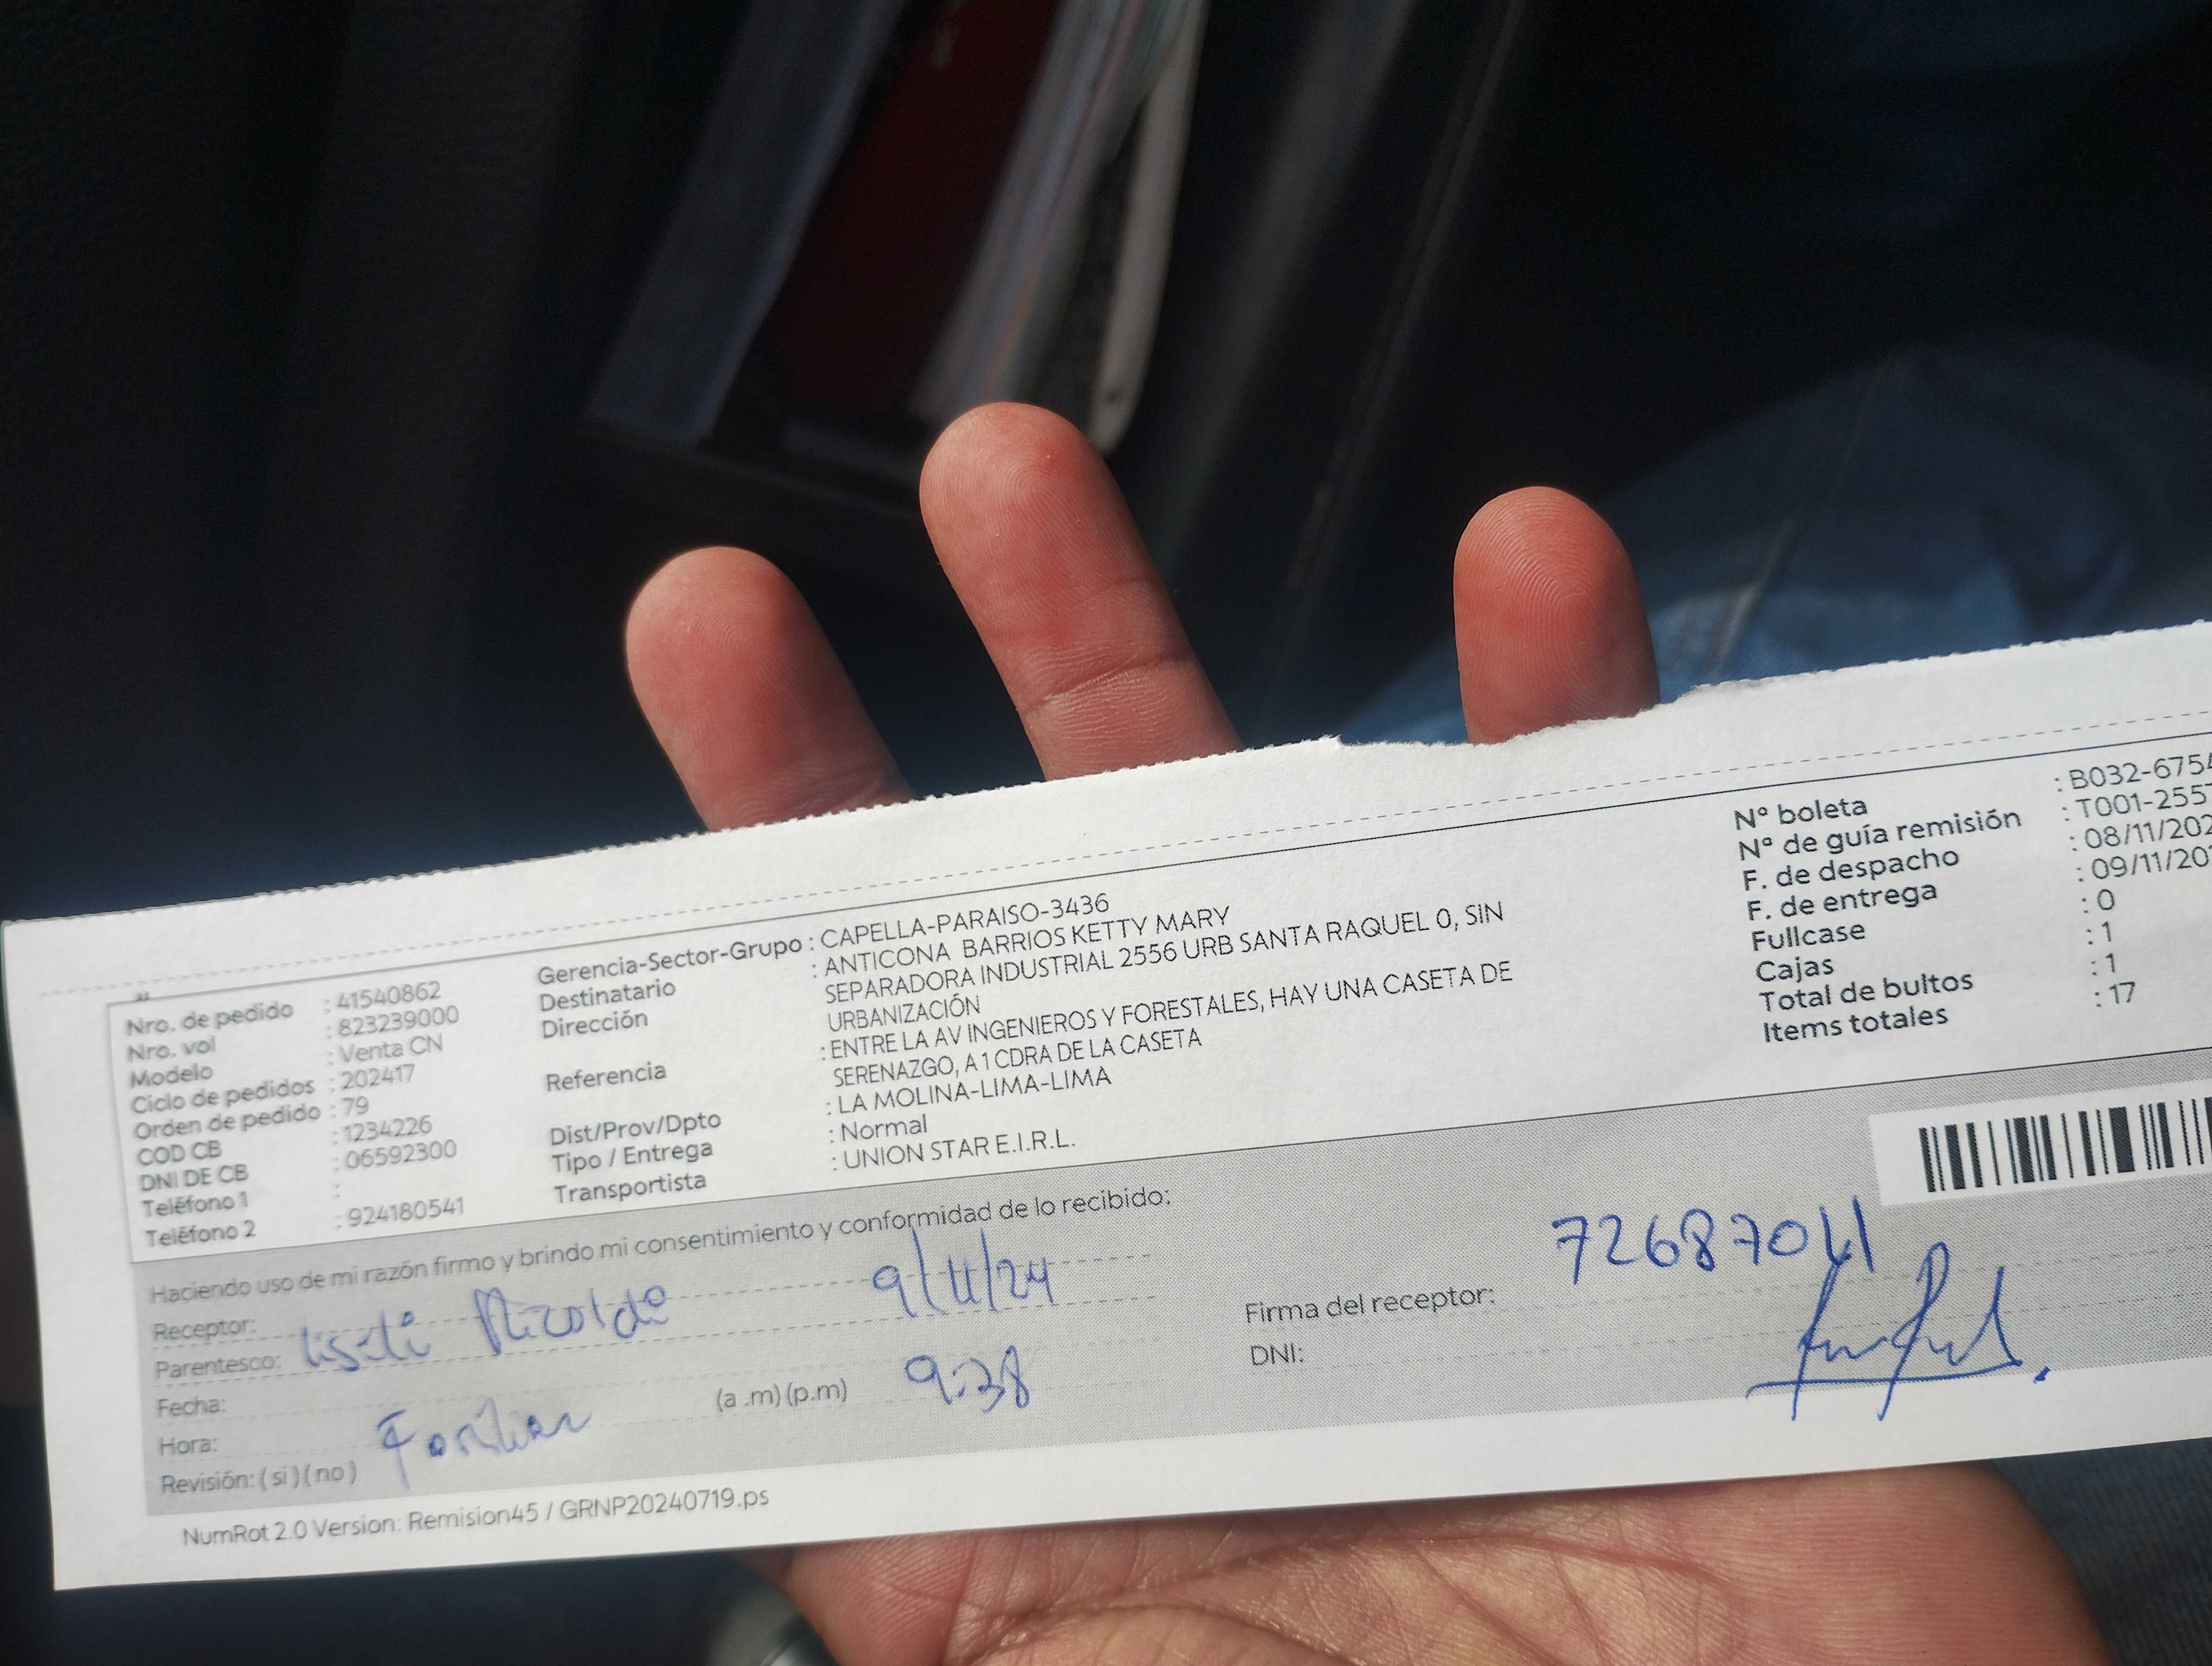 Nro. de pedido : 41540862
Nro. vol : 823239000
Modelo : Venta CN
Ciclo de pedidos : 202417
Orden de pedido : 79
COD CB : 1234226
DNI DE CB : 06592300
Teléfono 1 :
Teléfono 2 : 924180541
Gerencia-Sector-Grupo : CAPELLA-PARAISO-3436
Destinatario : ANTICONA BARRIOS KETTY MARY
Dirección : SEPARADORA INDUSTRIAL 2556 URB SANTA RAQUEL 0, SIN
URBANIZACIÓN
Referencia : ENTRE LA AV INGENIEROS Y FORESTALES, HAY UNA CASETA DE
SERENAZGO, A 1 CDRA DE LA CASETA
Dist/Prov/Dpto : LA MOLINA-LIMA-LIMA
Tipo / Entrega : Normal
Transportista : UNION STAR E.I.R.L.
N° boleta : B032-6754
N° de guía remisión : T001-255
F. de despacho : 08/11/202
F. de entrega : 09/11/20
Fullcase : 0
Cajas : 1
Total de bultos : 1
Items totales : 17
Haciendo uso de mi razón firmo y brindo mi consentimiento y conformidad de lo recibido:
Receptor:
Parentesco:
Fecha: 9/11/24
Hora: (a .m) (p.m) 9:38
Revisión: ( si ) ( no ) Familiar
Firma del receptor: 72687041
DNI:
NumRot 2.0 Version: Remision45 / GRNP20240719.ps